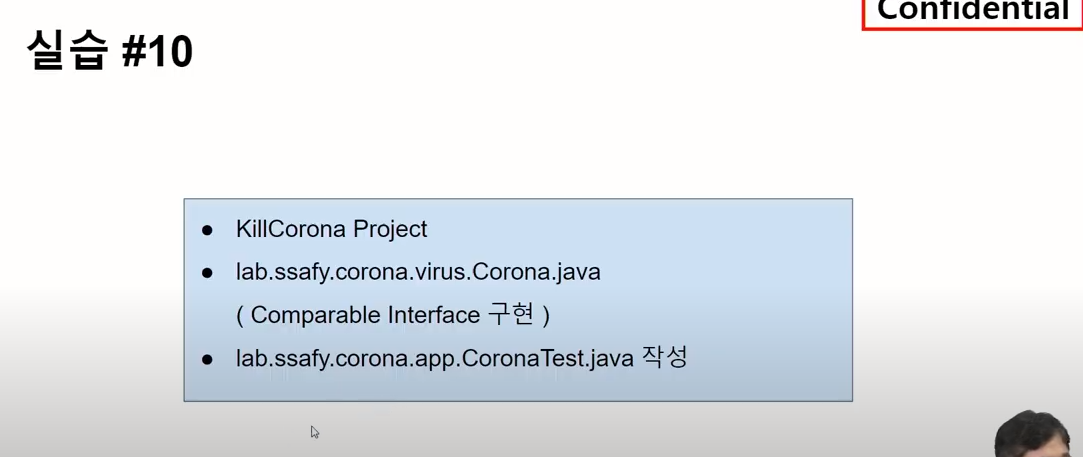 Confidential
실습 #10
● KillCorona Project
● lab.ssafy.corona.virus.Corona.java
( Comparable Interface 구현 )
● lab.ssafy.corona.app.CoronaTest.java 작성